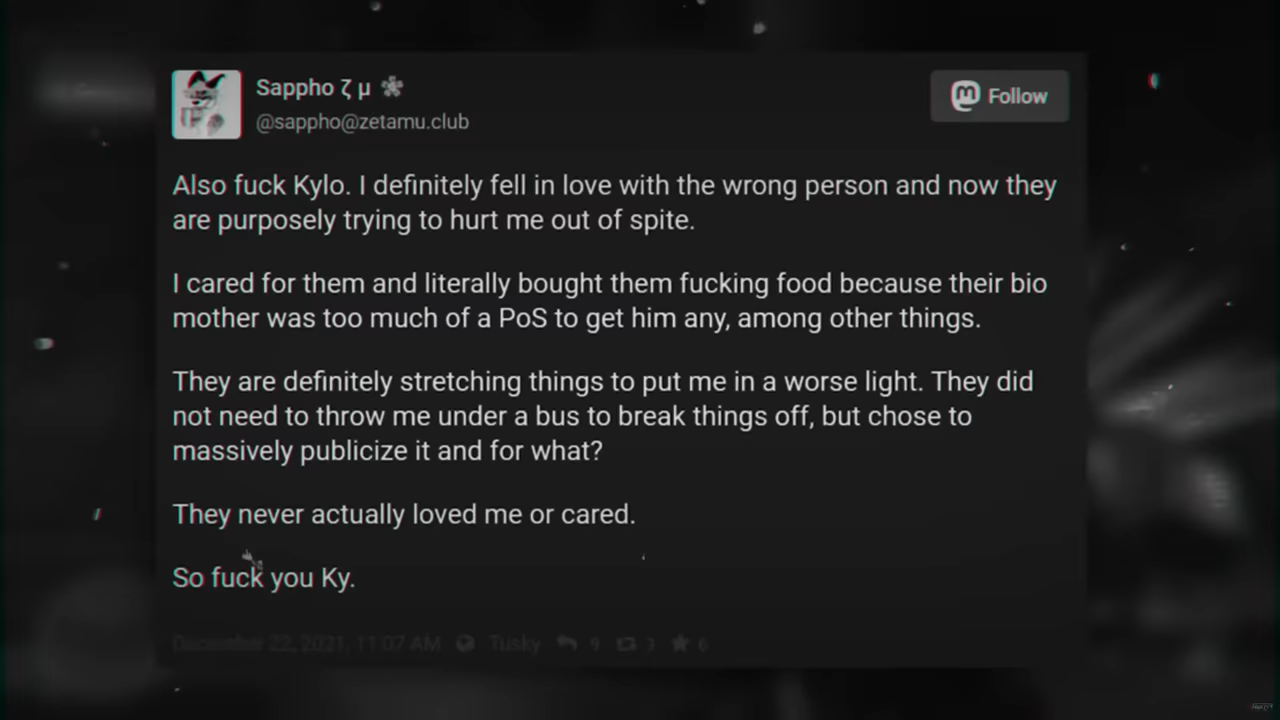 Sappho ζ μ
@sappho@zetamu.club
Follow
Also fuck Kylo. I definitely fell in love with the wrong person and now they
are purposely trying to hurt me out of spite.
I cared for them and literally bought them fucking food because their bio
mother was too much of a PoS to get him any, among other things.
They are definitely stretching things to put me in a worse light. They did
not need to throw me under a bus to break things off, but chose to
massively publicize it and for what?
They never actually loved me or cared.
So fuck you Ky.
December 22, 2021, 11:07 AM Tusky 9 3 6